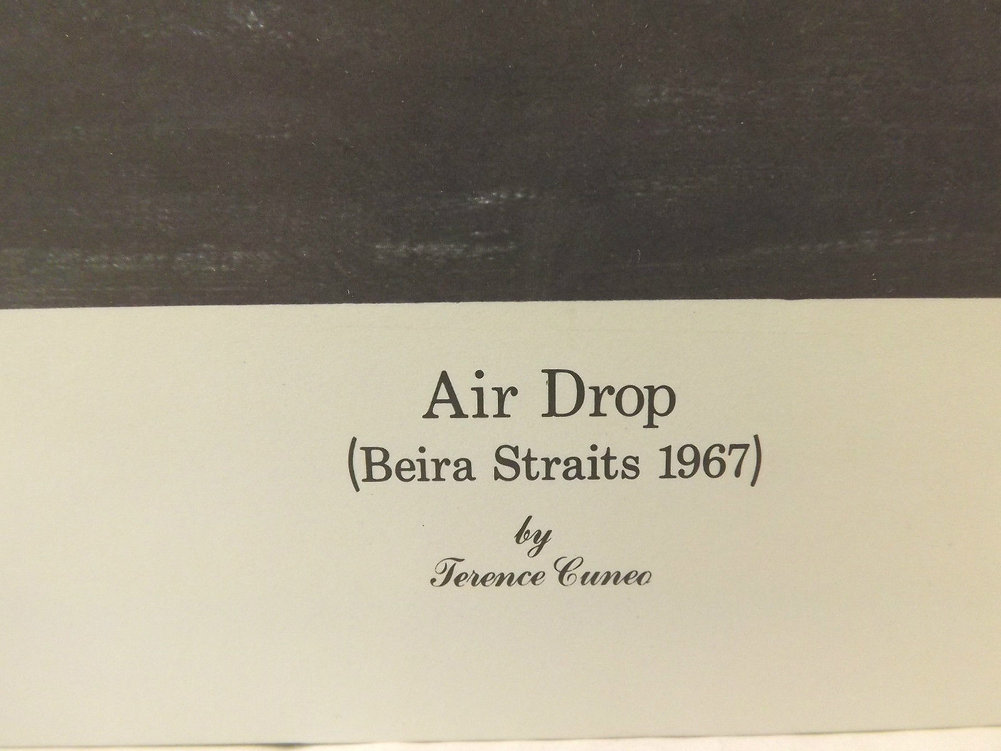 Air Drop
(Beira Straits 1967)
by
Terence Cuneo